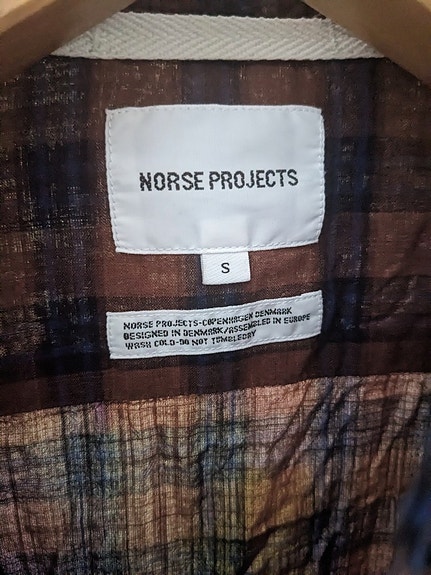 NORSE PROJECTS
S
NORSE PROJECTS-COPENHAGEN DENMARK
DESIGNED IN DENMARK/ASSEMBLED IN EUROPE
WASH COLD-DO NOT TUMBLEDRY